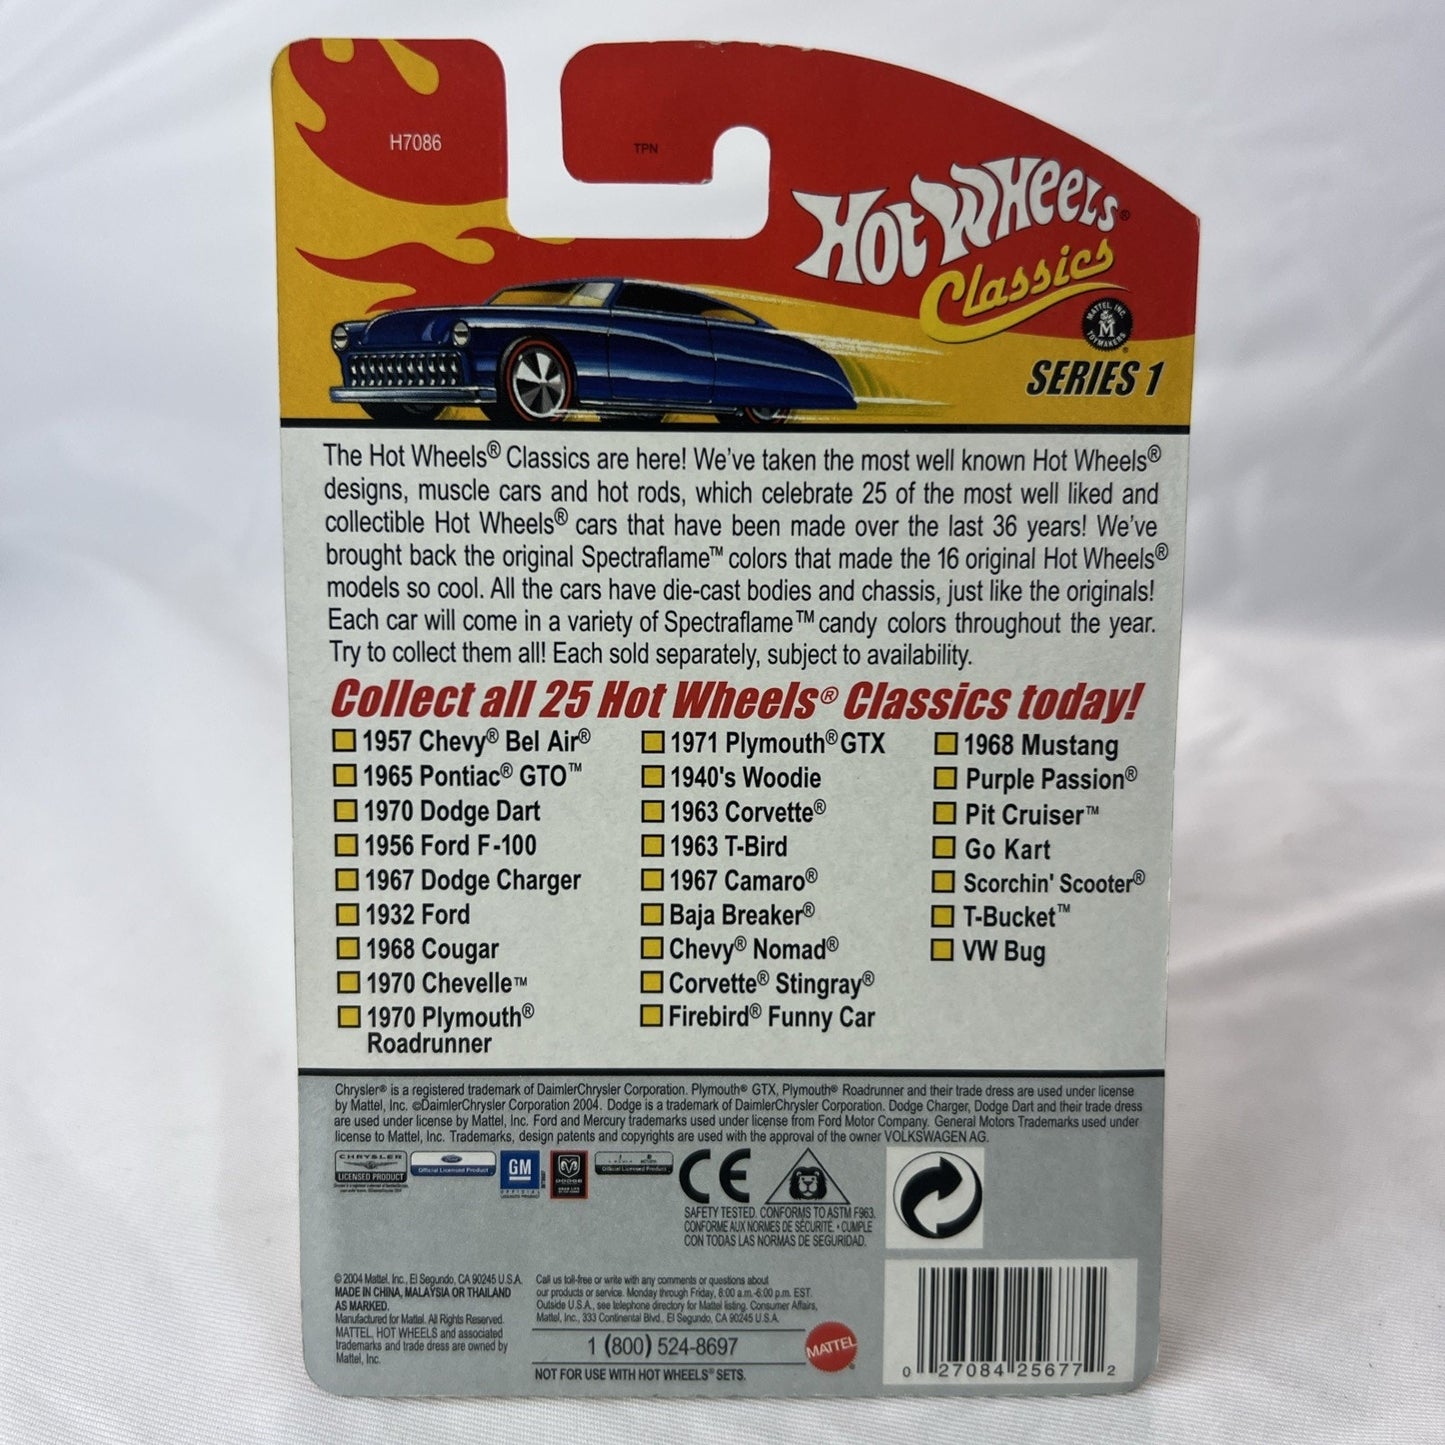 H7086
TPN
HOT WHEELS®
Classics
MATTEL, INC.
M
TOYMAKERS
®
SERIES 1
The Hot Wheels® Classics are here! We've taken the most well known Hot Wheels®
designs, muscle cars and hot rods, which celebrate 25 of the most well liked and
collectible Hot Wheels® cars that have been made over the last 36 years! We've
brought back the original Spectraflame™ colors that made the 16 original Hot Wheels®
models so cool. All the cars have die-cast bodies and chassis, just like the originals!
Each car will come in a variety of Spectraflame™ candy colors throughout the year.
Try to collect them all! Each sold separately, subject to availability.
Collect all 25 Hot Wheels® Classics today!
1957 Chevy® Bel Air®
1965 Pontiac® GTO™
1970 Dodge Dart
1956 Ford F-100
1967 Dodge Charger
1932 Ford
1968 Cougar
1970 Chevelle™
1970 Plymouth®
Roadrunner
1971 Plymouth® GTX
1940's Woodie
1963 Corvette®
1963 T-Bird
1967 Camaro®
Baja Breaker®
Chevy® Nomad®
Corvette® Stingray®
Firebird® Funny Car
1968 Mustang
Purple Passion®
Pit Cruiser™
Go Kart
Scorchin' Scooter®
T-Bucket™
VW Bug
Chrysler® is a registered trademark of DaimlerChrysler Corporation. Plymouth® GTX, Plymouth® Roadrunner and their trade dress are used under license
by Mattel, Inc. ©DaimlerChrysler Corporation 2004. Dodge is a trademark of DaimlerChrysler Corporation. Dodge Charger, Dodge Dart and their trade dress
are used under license by Mattel, Inc. Ford and Mercury trademarks used under license from Ford Motor Company. General Motors Trademarks used under
license to Mattel, Inc. Trademarks, design patents and copyrights are used with the approval of the owner VOLKSWAGEN AG.
CHRYSLER
LICENSED PRODUCT
Ford
Official Licensed Product
GM
OFFICIAL
LICENSED PRODUCT
DODGE
Official Licensed Product
CE
SAFETY TESTED. CONFORMS TO ASTM F963.
CONFORME AUX NORMES DE SÉCURITÉ. • CUMPLE
CON TODAS LAS NORMAS DE SEGURIDAD.
© 2004 Mattel, Inc., El Segundo, CA 90245 U.S.A.
MADE IN CHINA, MALAYSIA OR THAILAND
AS MARKED.
Manufactured for Mattel. All Rights Reserved.
MATTEL, HOT WHEELS and associated
trademarks and trade dress are owned by
Mattel, Inc.
Call us toll-free or write with any comments or questions about
our products or service. Monday through Friday, 8:00 a.m.-6:00 p.m. EST.
Outside U.S.A., see telephone directory for Mattel listing. Consumer Affairs,
Mattel, Inc., 333 Continental Blvd., El Segundo, CA 90245 U.S.A.
1 (800) 524-8697
NOT FOR USE WITH HOT WHEELS® SETS.
MATTEL®
0 27084 25677 2